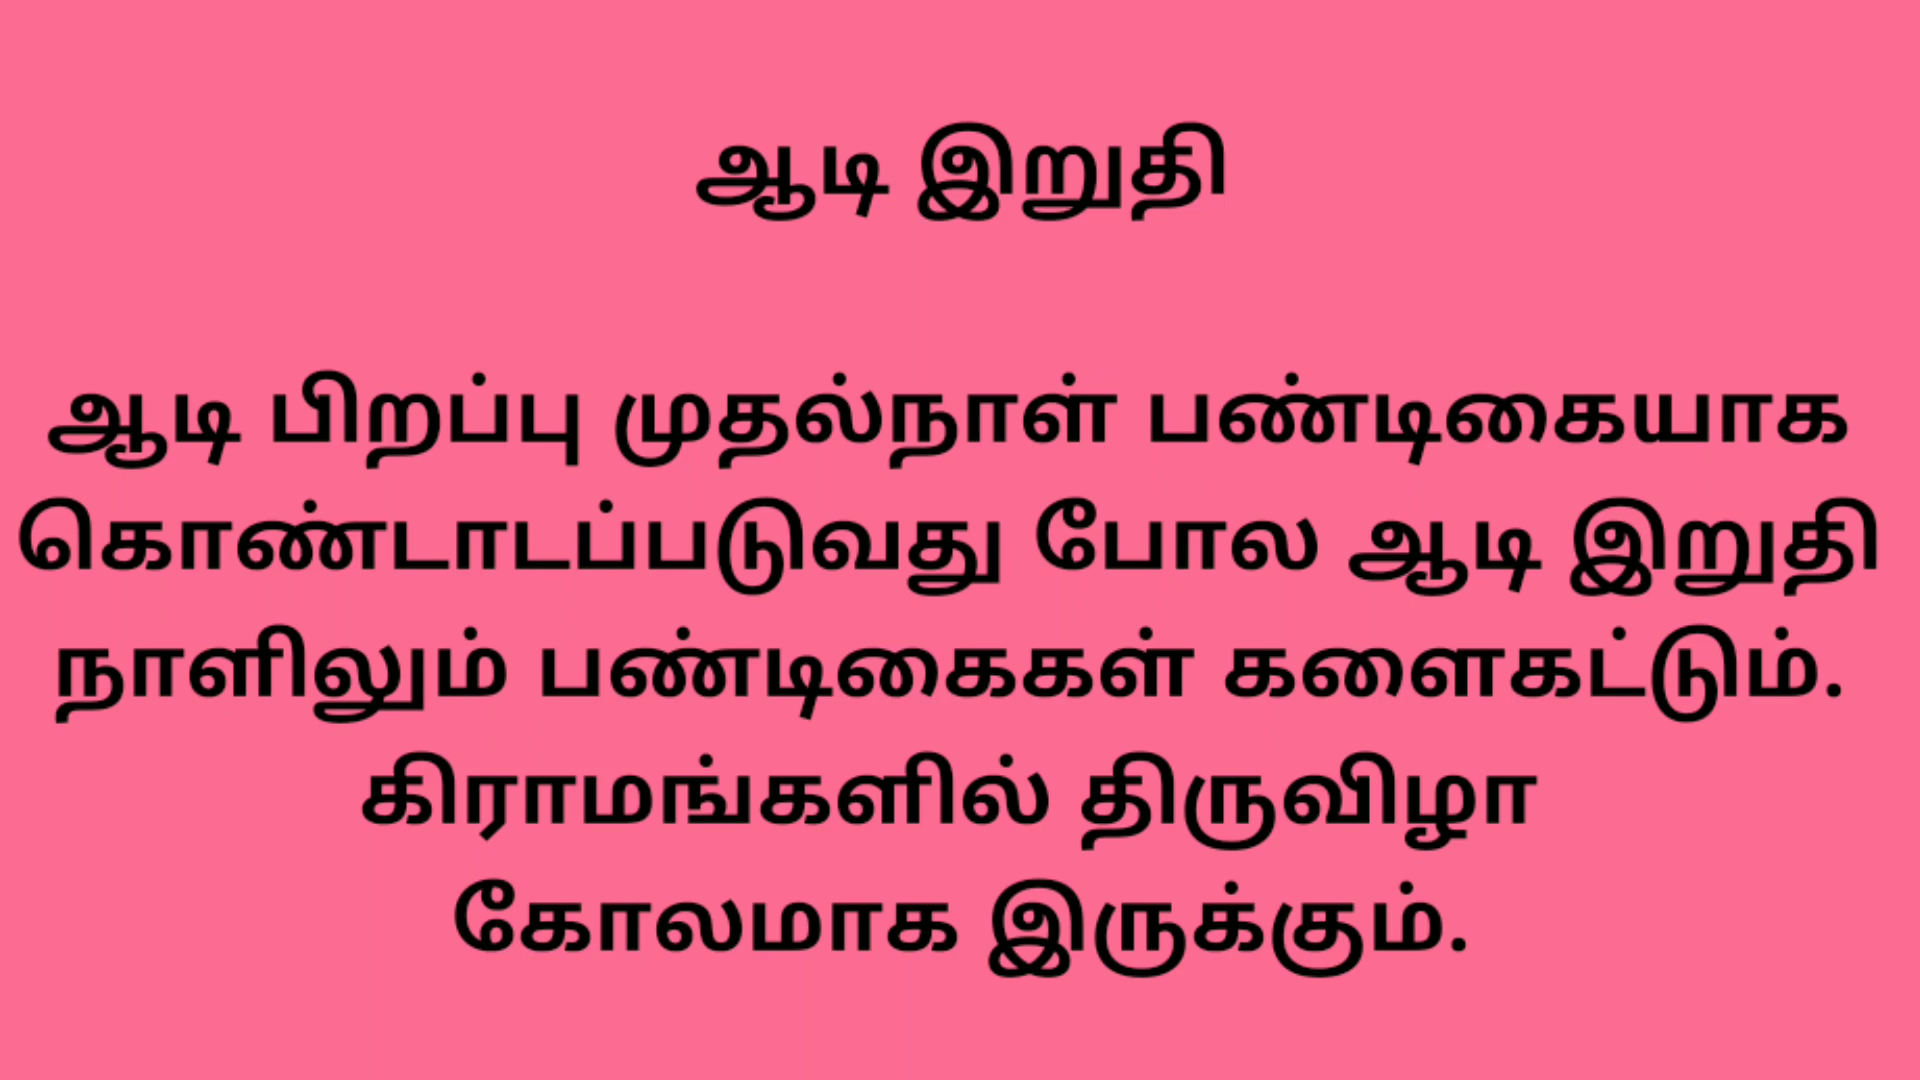 ஆடி இறுதி
ஆடி பிறப்பு முதல்நாள் பண்டிகையாக
கொண்டாடப்படுவது போல ஆடி இறுதி
நாளிலும் பண்டிகைகள் களைகட்டும்.
கிராமங்களில் திருவிழா
கோலமாக இருக்கும்.